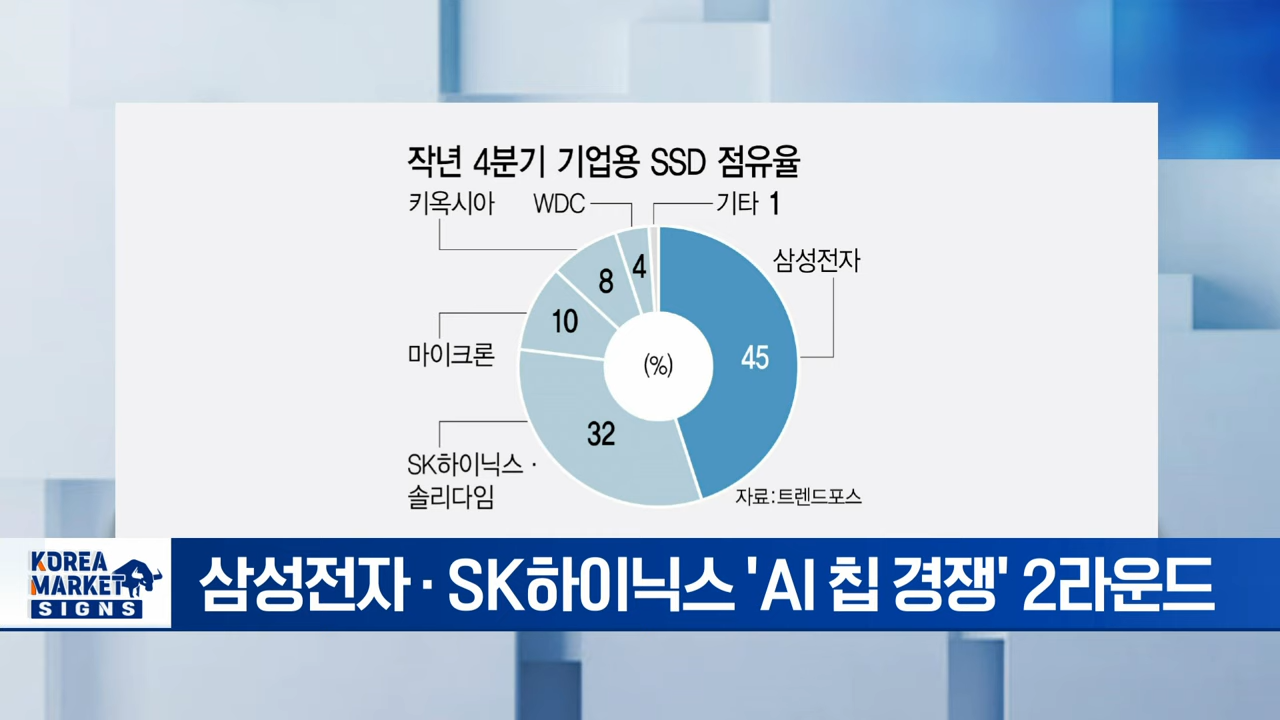 작년 4분기 기업용 SSD 점유율
키옥시아
WDC
기타 1
삼성전자
8
4
10
마이크론
(%)
45
32
SK하이닉스 ·
솔리다임
자료:트렌드포스
KOREA
MARKET
SIGNS
삼성전자· SK하이닉스 'AI 칩 경쟁' 2라운드